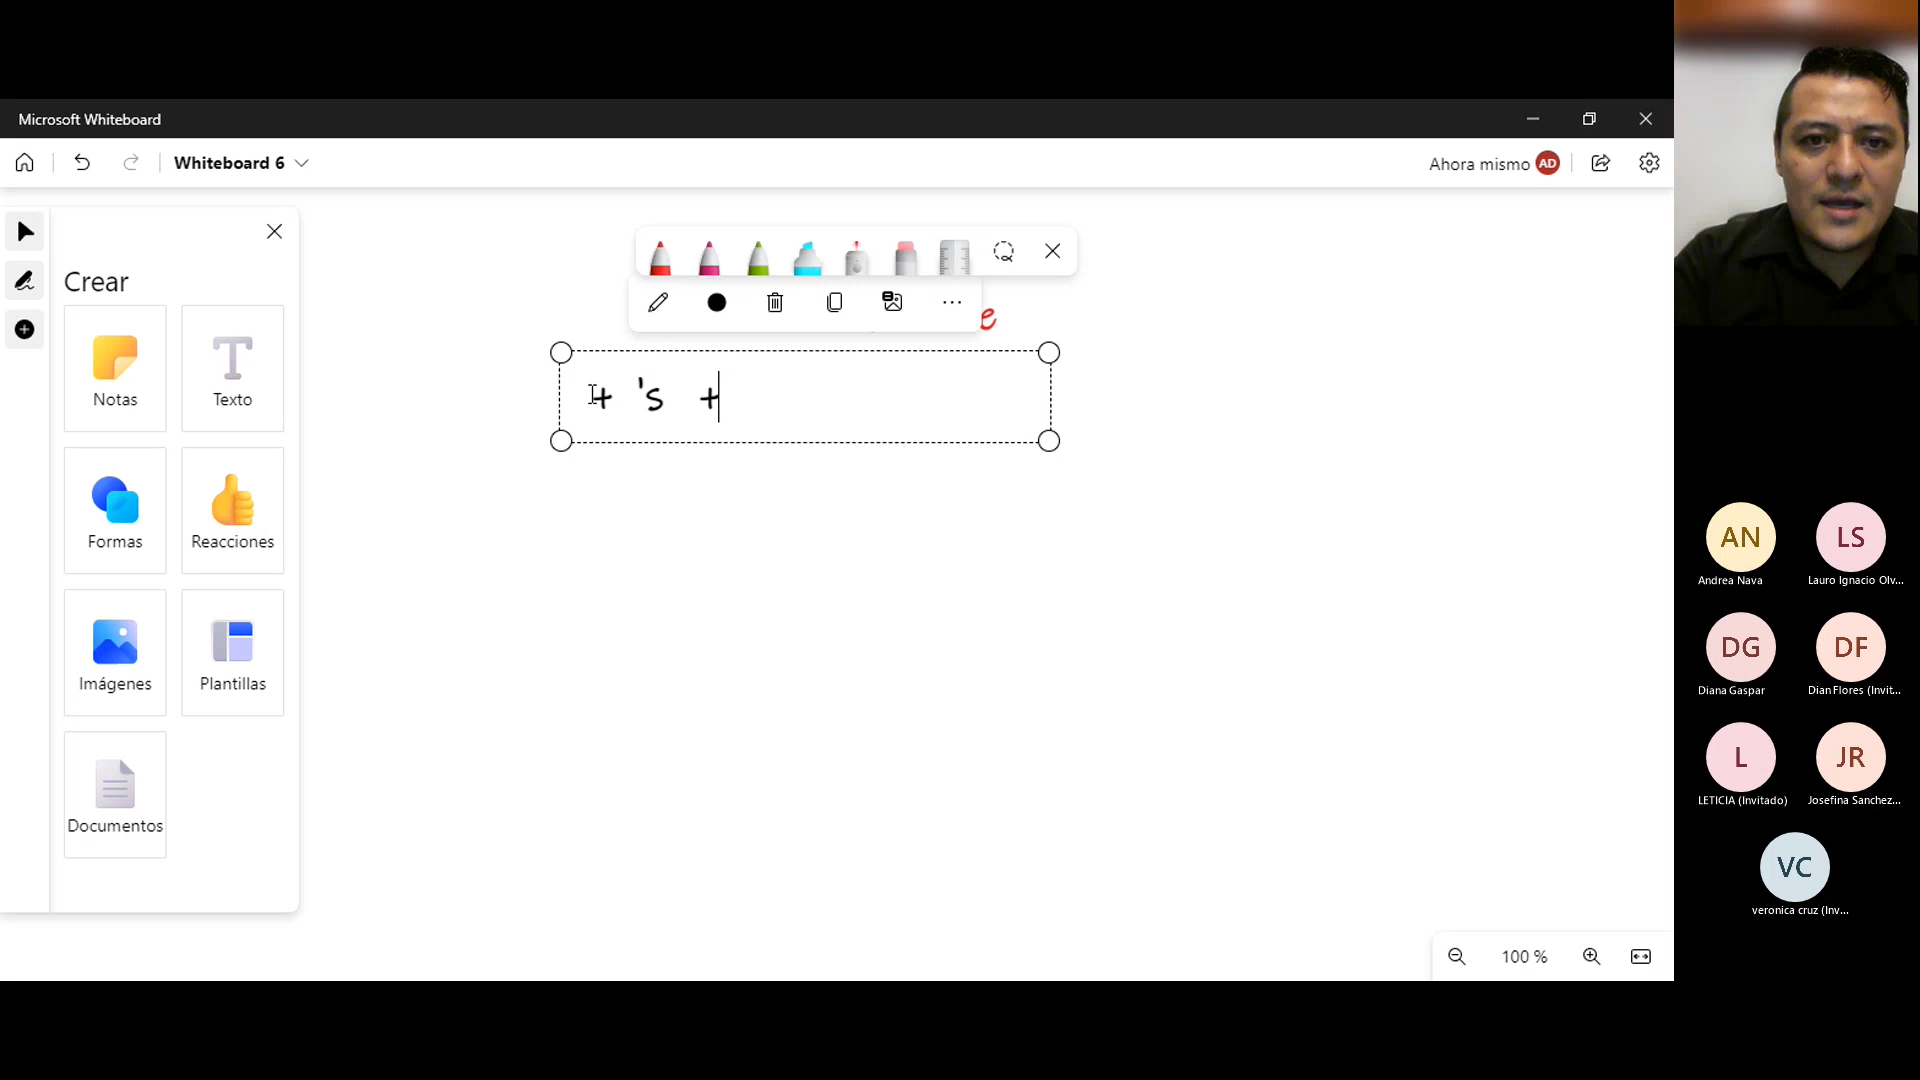 Microsoft Whiteboard
Whiteboard 6
Ahora mismo AD
Crear
Notas
Texto
Formas
Reacciones
Imágenes
Plantillas
Documentos
e
+ 's +
100 %
AN
Andrea Nava
LS
Lauro Ignacio Olv...
DG
Diana Gaspar
DF
Dian Flores (Invit...
L
LETICIA (Invitado)
JR
Josefina Sanchez...
VC
veronica cruz (Inv...